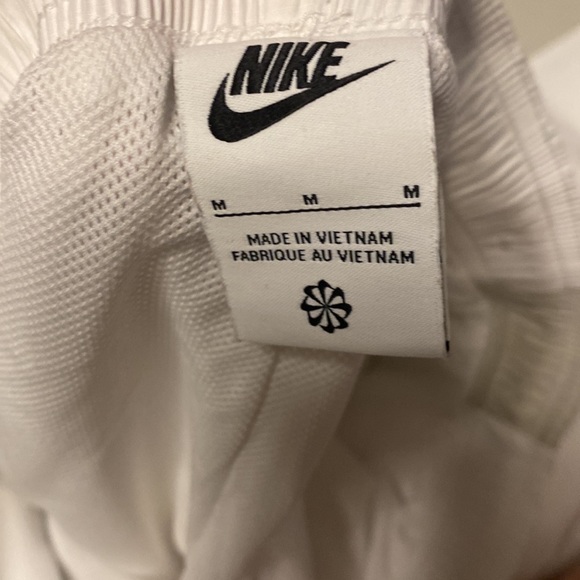 NIKE
M M M
MADE IN VIETNAM
FABRIQUE AU VIETNAM